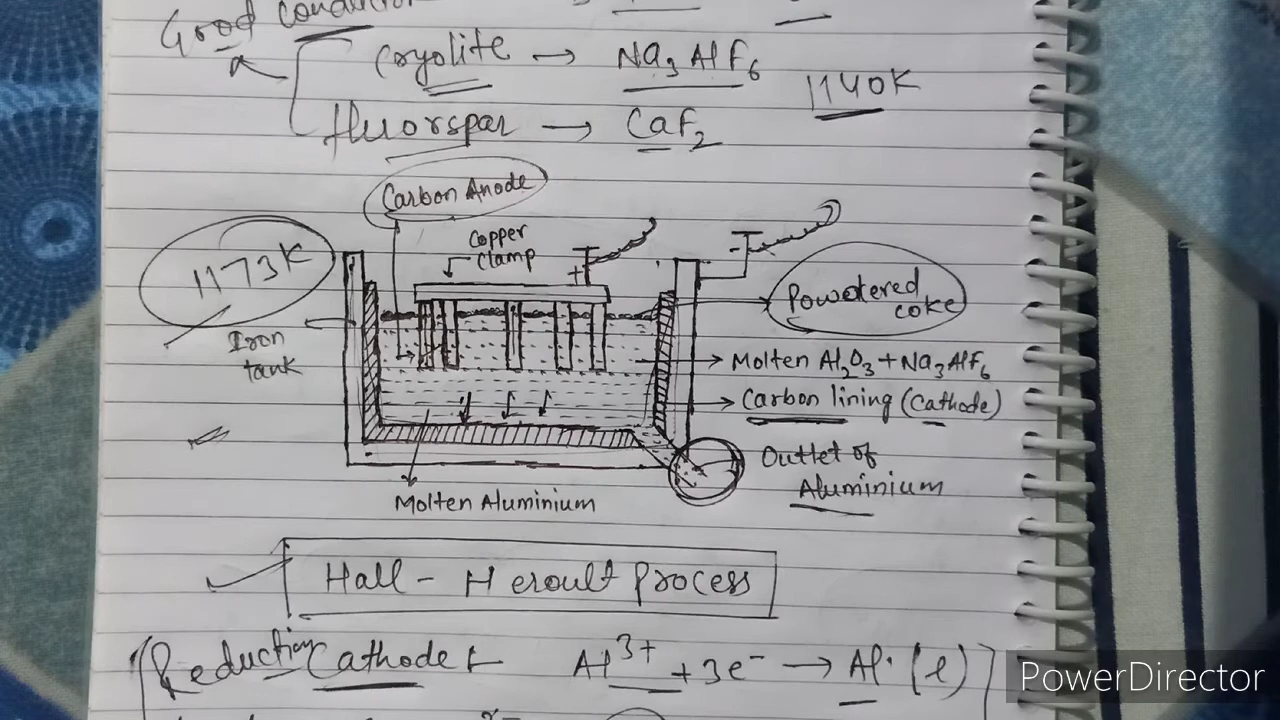 Good conductor
Cryolite → Na3AlF6
1140K
fluorspar → CaF2
Carbon Anode
Copper
Clamp
+
-
1173K
Powdered
coke
Iron
tank
Molten Al2O3 + Na3AlF6
Carbon lining (Cathode)
Outlet of
Aluminium
Molten Aluminium
Hall - Heroult process
Reduction Cathode Al3+ + 3e- → Al (l)
PowerDirector